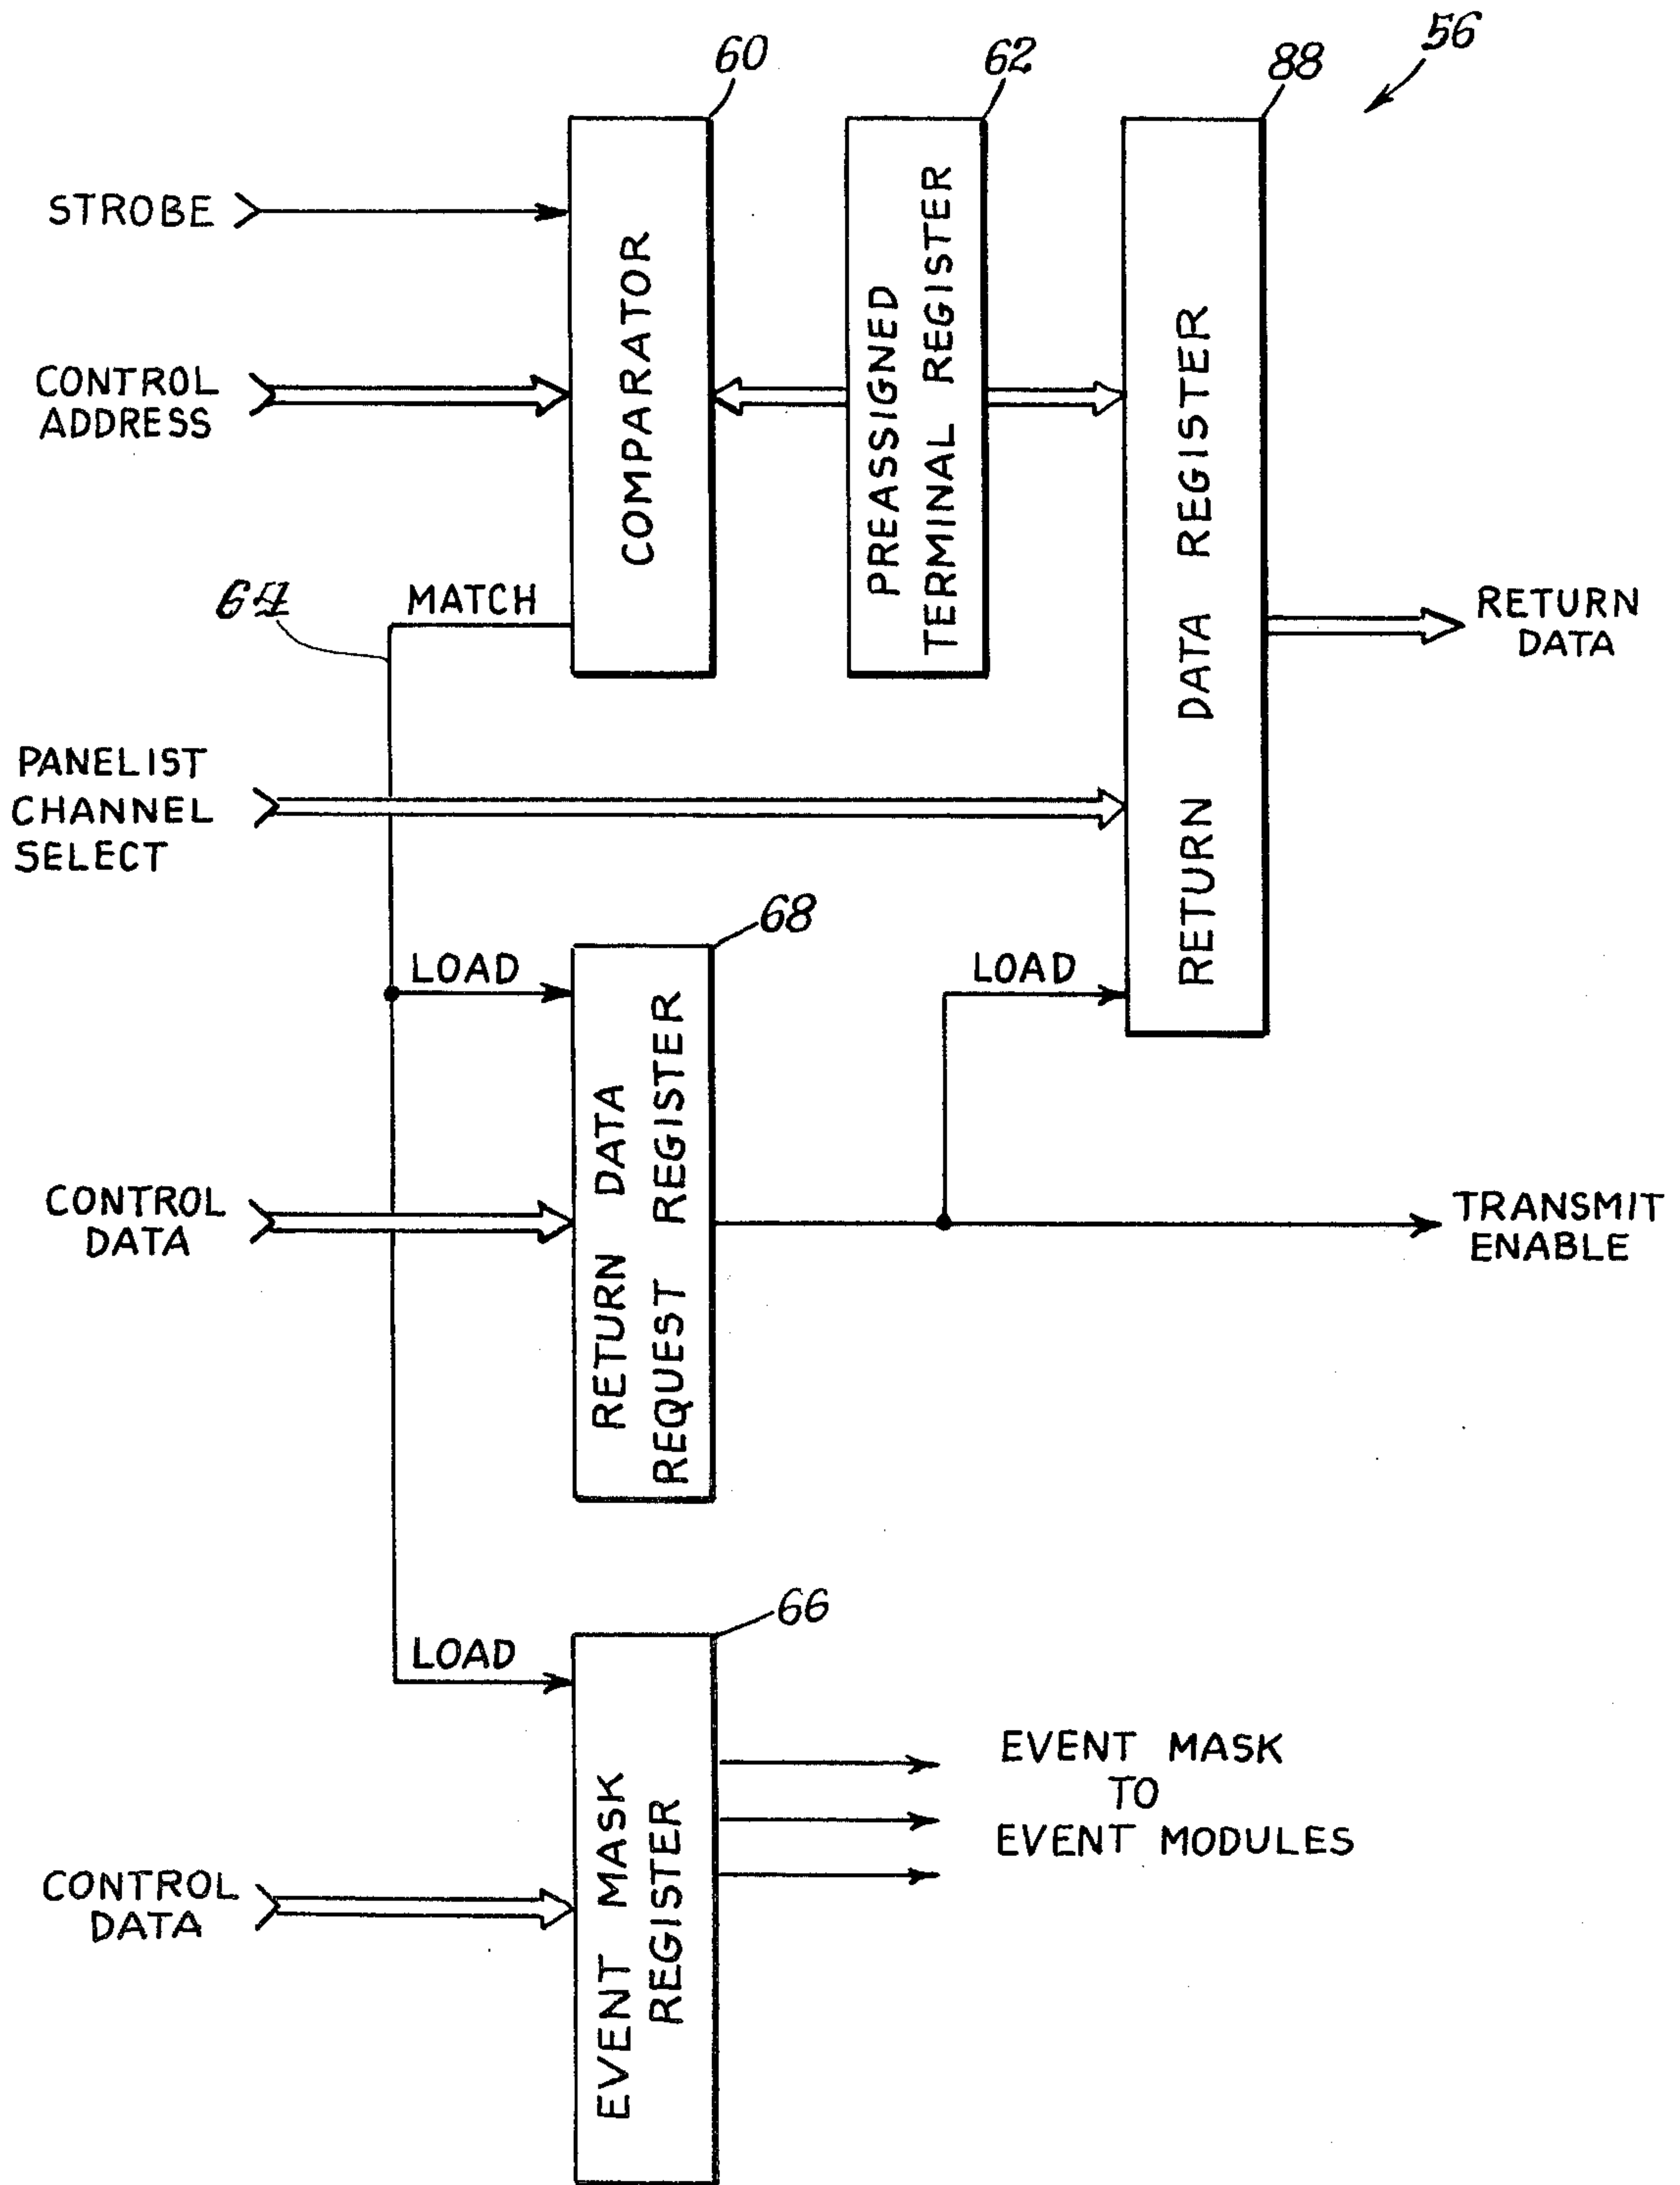 56
60
62
88
STROBE
CONTROL
ADDRESS
COMPARATOR
PREASSIGNED
TERMINAL REGISTER
RETURN DATA REGISTER
64
MATCH
RETURN
DATA
PANELIST
CHANNEL
SELECT
68
LOAD
LOAD
RETURN DATA
REQUEST REGISTER
CONTROL
DATA
TRANSMIT
ENABLE
66
LOAD
EVENT MASK
REGISTER
EVENT MASK
TO
EVENT MODULES
CONTROL
DATA